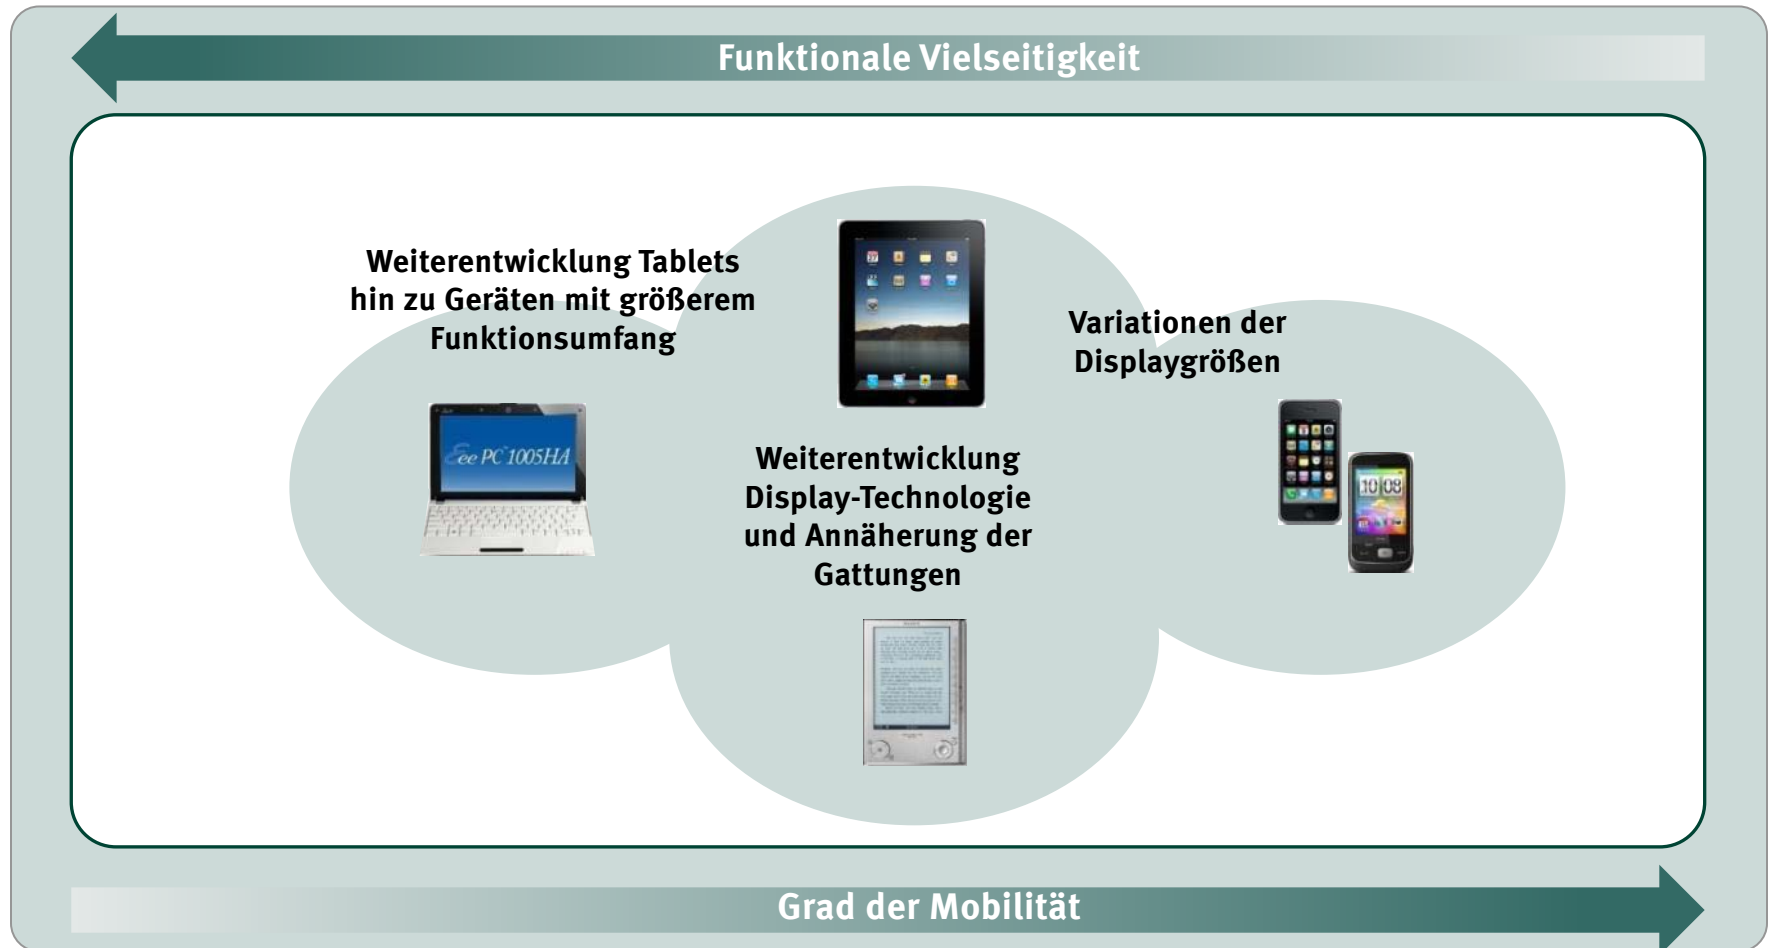 Funktionale Vielseitigkeit
Weiterentwicklung Tablets
hin zu Geräten mit größerem
Funktionsumfang
Variationen der
Displaygrößen
Eee PC 1005HA
Weiterentwicklung
Display-Technologie
und Annäherung der
Gattungen
10 08
Grad der Mobilität